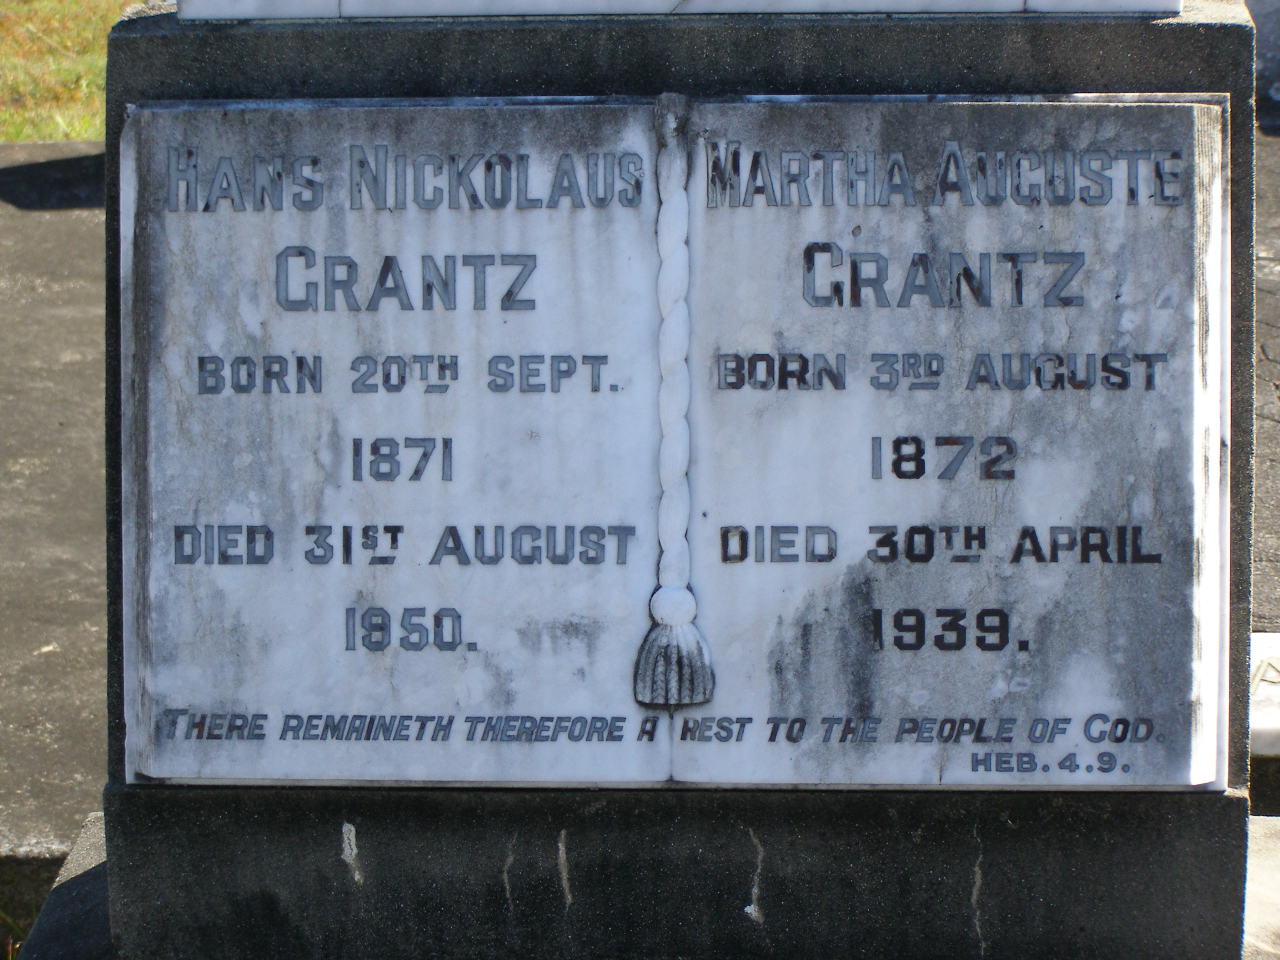 HANS NICKOLAUS
GRANTZ
BORN 20TH SEPT.
1871
DIED 31ST AUGUST
1950.
MARTHA AUGUSTE
GRANTZ
BORN 3RD AUGUST
1872
DIED 30TH APRIL
1939.
THERE REMAINETH THEREFORE A REST TO THE PEOPLE OF GOD.
HEB. 4. 9.